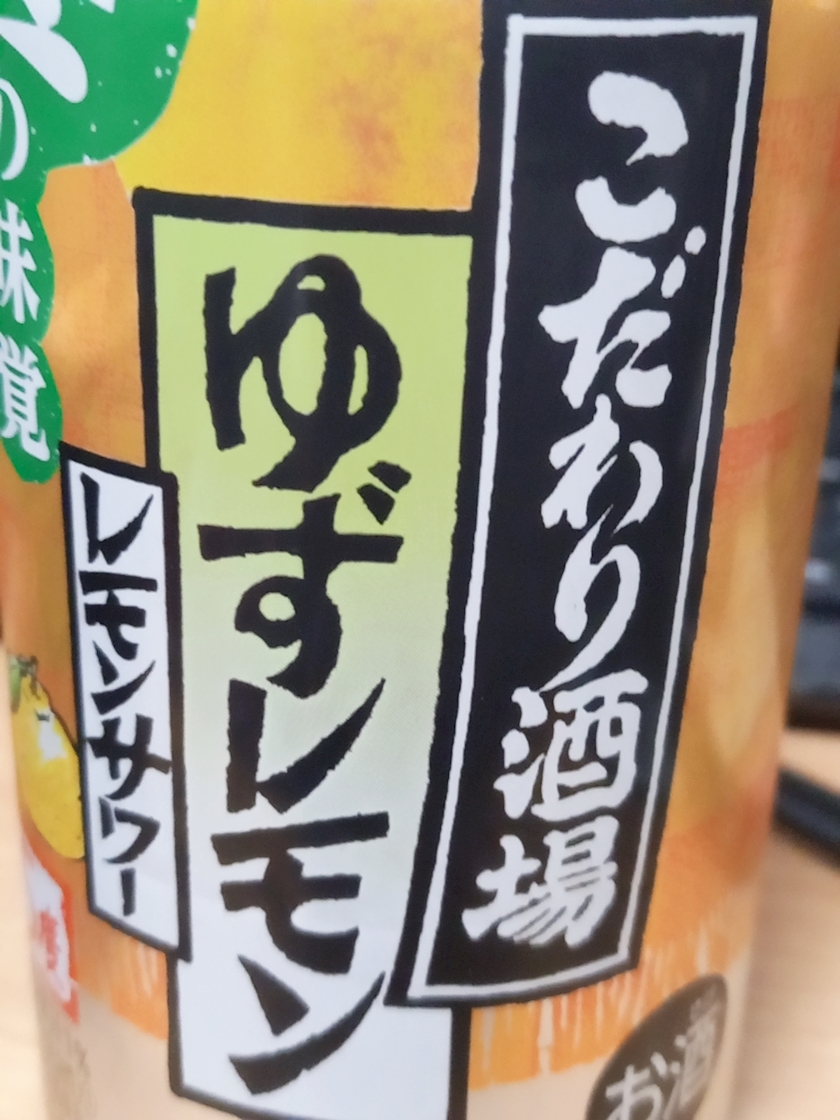 こだわり酒場
ゆずレモン
レモンサワー
の味覚
お酒